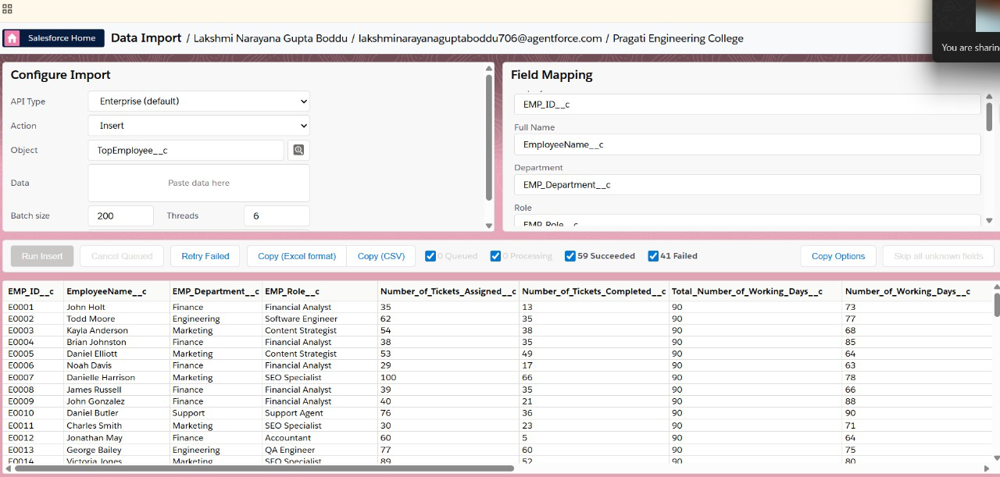 Salesforce Home Data Import / Lakshmi Narayana Gupta Boddu / lakshminarayanaguptaboddu706@agentforce.com / Pragati Engineering College
You are sharin
Configure Import
API Type Enterprise (default)
Action Insert
Object TopEmployee__c
Data Paste data here
Batch size 200 Threads 6
Field Mapping
EMP_ID__c
Full Name
EmployeeName__c
Department
EMP_Department__c
Role
EMP_Role__c
Run Insert Cancel Queued Retry Failed Copy (Excel format) Copy (CSV) 0 Queued 0 Processing 59 Succeeded 41 Failed Copy Options Skip all unknown fields
EMP_ID__c EmployeeName__c EMP_Department__c EMP_Role__c Number_of_Tickets_Assigned__c Number_of_Tickets_Completed__c Total_Number_of_Working_Days__c Number_of_Working_Days__c
E0001 John Holt Finance Financial Analyst 35 13 90 73
E0002 Todd Moore Engineering Software Engineer 62 35 90 77
E0003 Kayla Anderson Marketing Content Strategist 54 38 90 68
E0004 Brian Johnston Finance Financial Analyst 38 35 90 85
E0005 Daniel Elliott Marketing Content Strategist 53 49 90 64
E0006 Noah Davis Finance Financial Analyst 29 17 90 63
E0007 Danielle Harrison Marketing SEO Specialist 100 66 90 78
E0008 James Russell Finance Financial Analyst 39 35 90 66
E0009 John Gonzalez Finance Financial Analyst 40 21 90 88
E0010 Daniel Butler Support Support Agent 76 36 90 90
E0011 Charles Smith Marketing SEO Specialist 30 23 90 71
E0012 Jonathan May Finance Accountant 60 5 90 64
E0013 George Bailey Engineering QA Engineer 77 60 90 75
E0014 Victoria Jones Marketing SEO Specialist 89 52 90 80